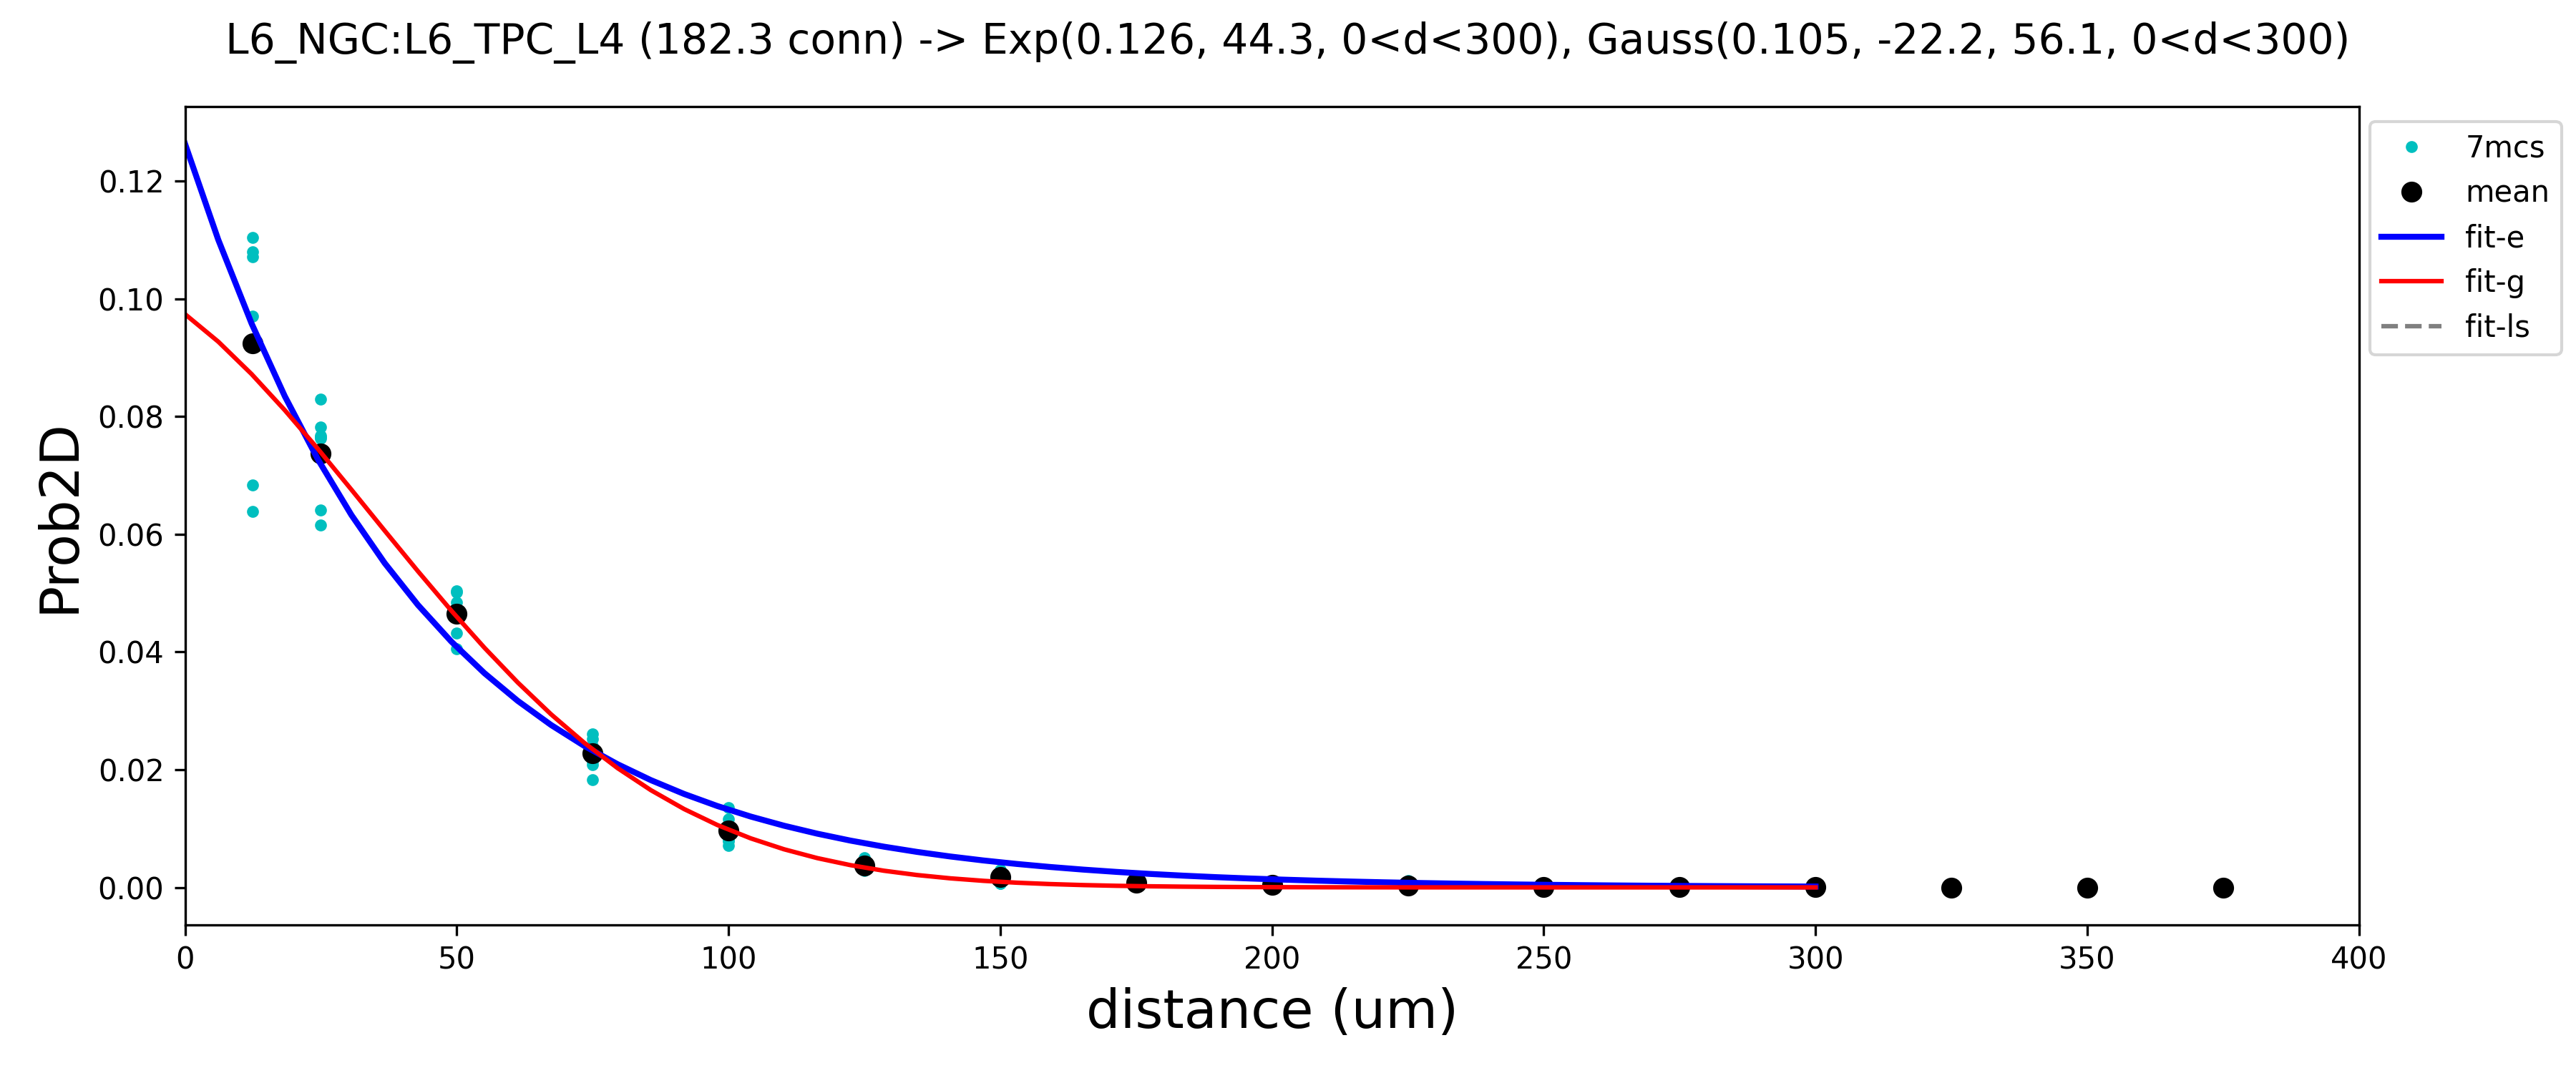 L6_NGC:L6_TPC_L4 (182.3 conn) -> Exp(0.126, 44.3, 0<d<300), Gauss(0.105, -22.2, 56.1, 0<d<300)
7mcs
mean
fit-e
fit-g
fit-ls
Prob2D
0.12
0.10
0.08
0.06
0.04
0.02
0.00
0 50 100 150 200 250 300 350 400
distance (um)